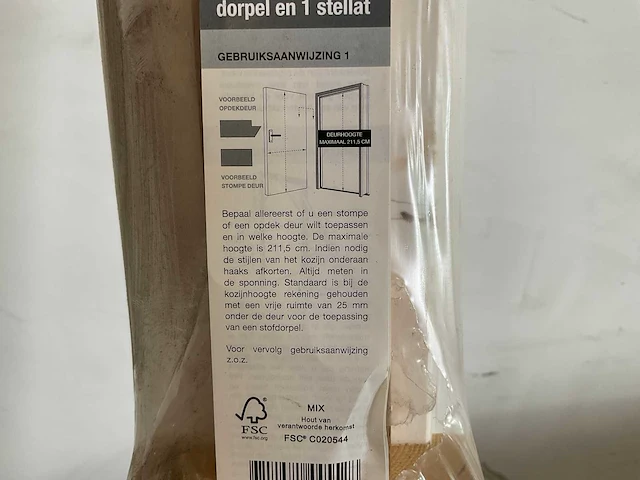 dorpel en 1 stellat
GEBRUIKSAANWIJZING 1
VOORBEELD
OPDEKDEUR
VOORBEELD
STOMPE DEUR
DEURHOOGTE
MAXIMAAL 211,5 CM
Bepaal allereerst of u een stompe
of een opdek deur wilt toepassen
en in welke hoogte. De maximale
hoogte is 211,5 cm. Indien nodig
de stijlen van het kozijn onderaan
haaks afkorten. Altijd meten in
de sponning. Standaard is bij de
kozijnhoogte rekening gehouden
met een vrije ruimte van 25 mm
onder de deur voor de toepassing
van een stofdorpel.
Voor vervolg gebruiksaanwijzing
z.o.z.
FSC
www.fsc.org
MIX
Hout van
verantwoorde herkomst
FSC® C020544